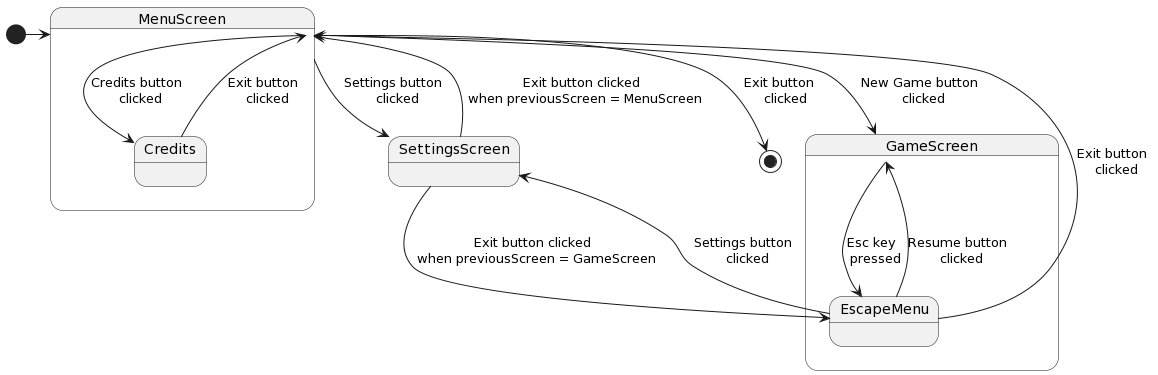 MenuScreen
Credits button
clicked
Exit button
clicked
Credits
Settings button
clicked
Exit button clicked
when previousScreen = MenuScreen
SettingsScreen
Exit button
clicked
New Game button
clicked
GameScreen
Exit button
clicked
Exit button clicked
when previousScreen = GameScreen
Settings button
clicked
Esc key
pressed
Resume button
clicked
EscapeMenu